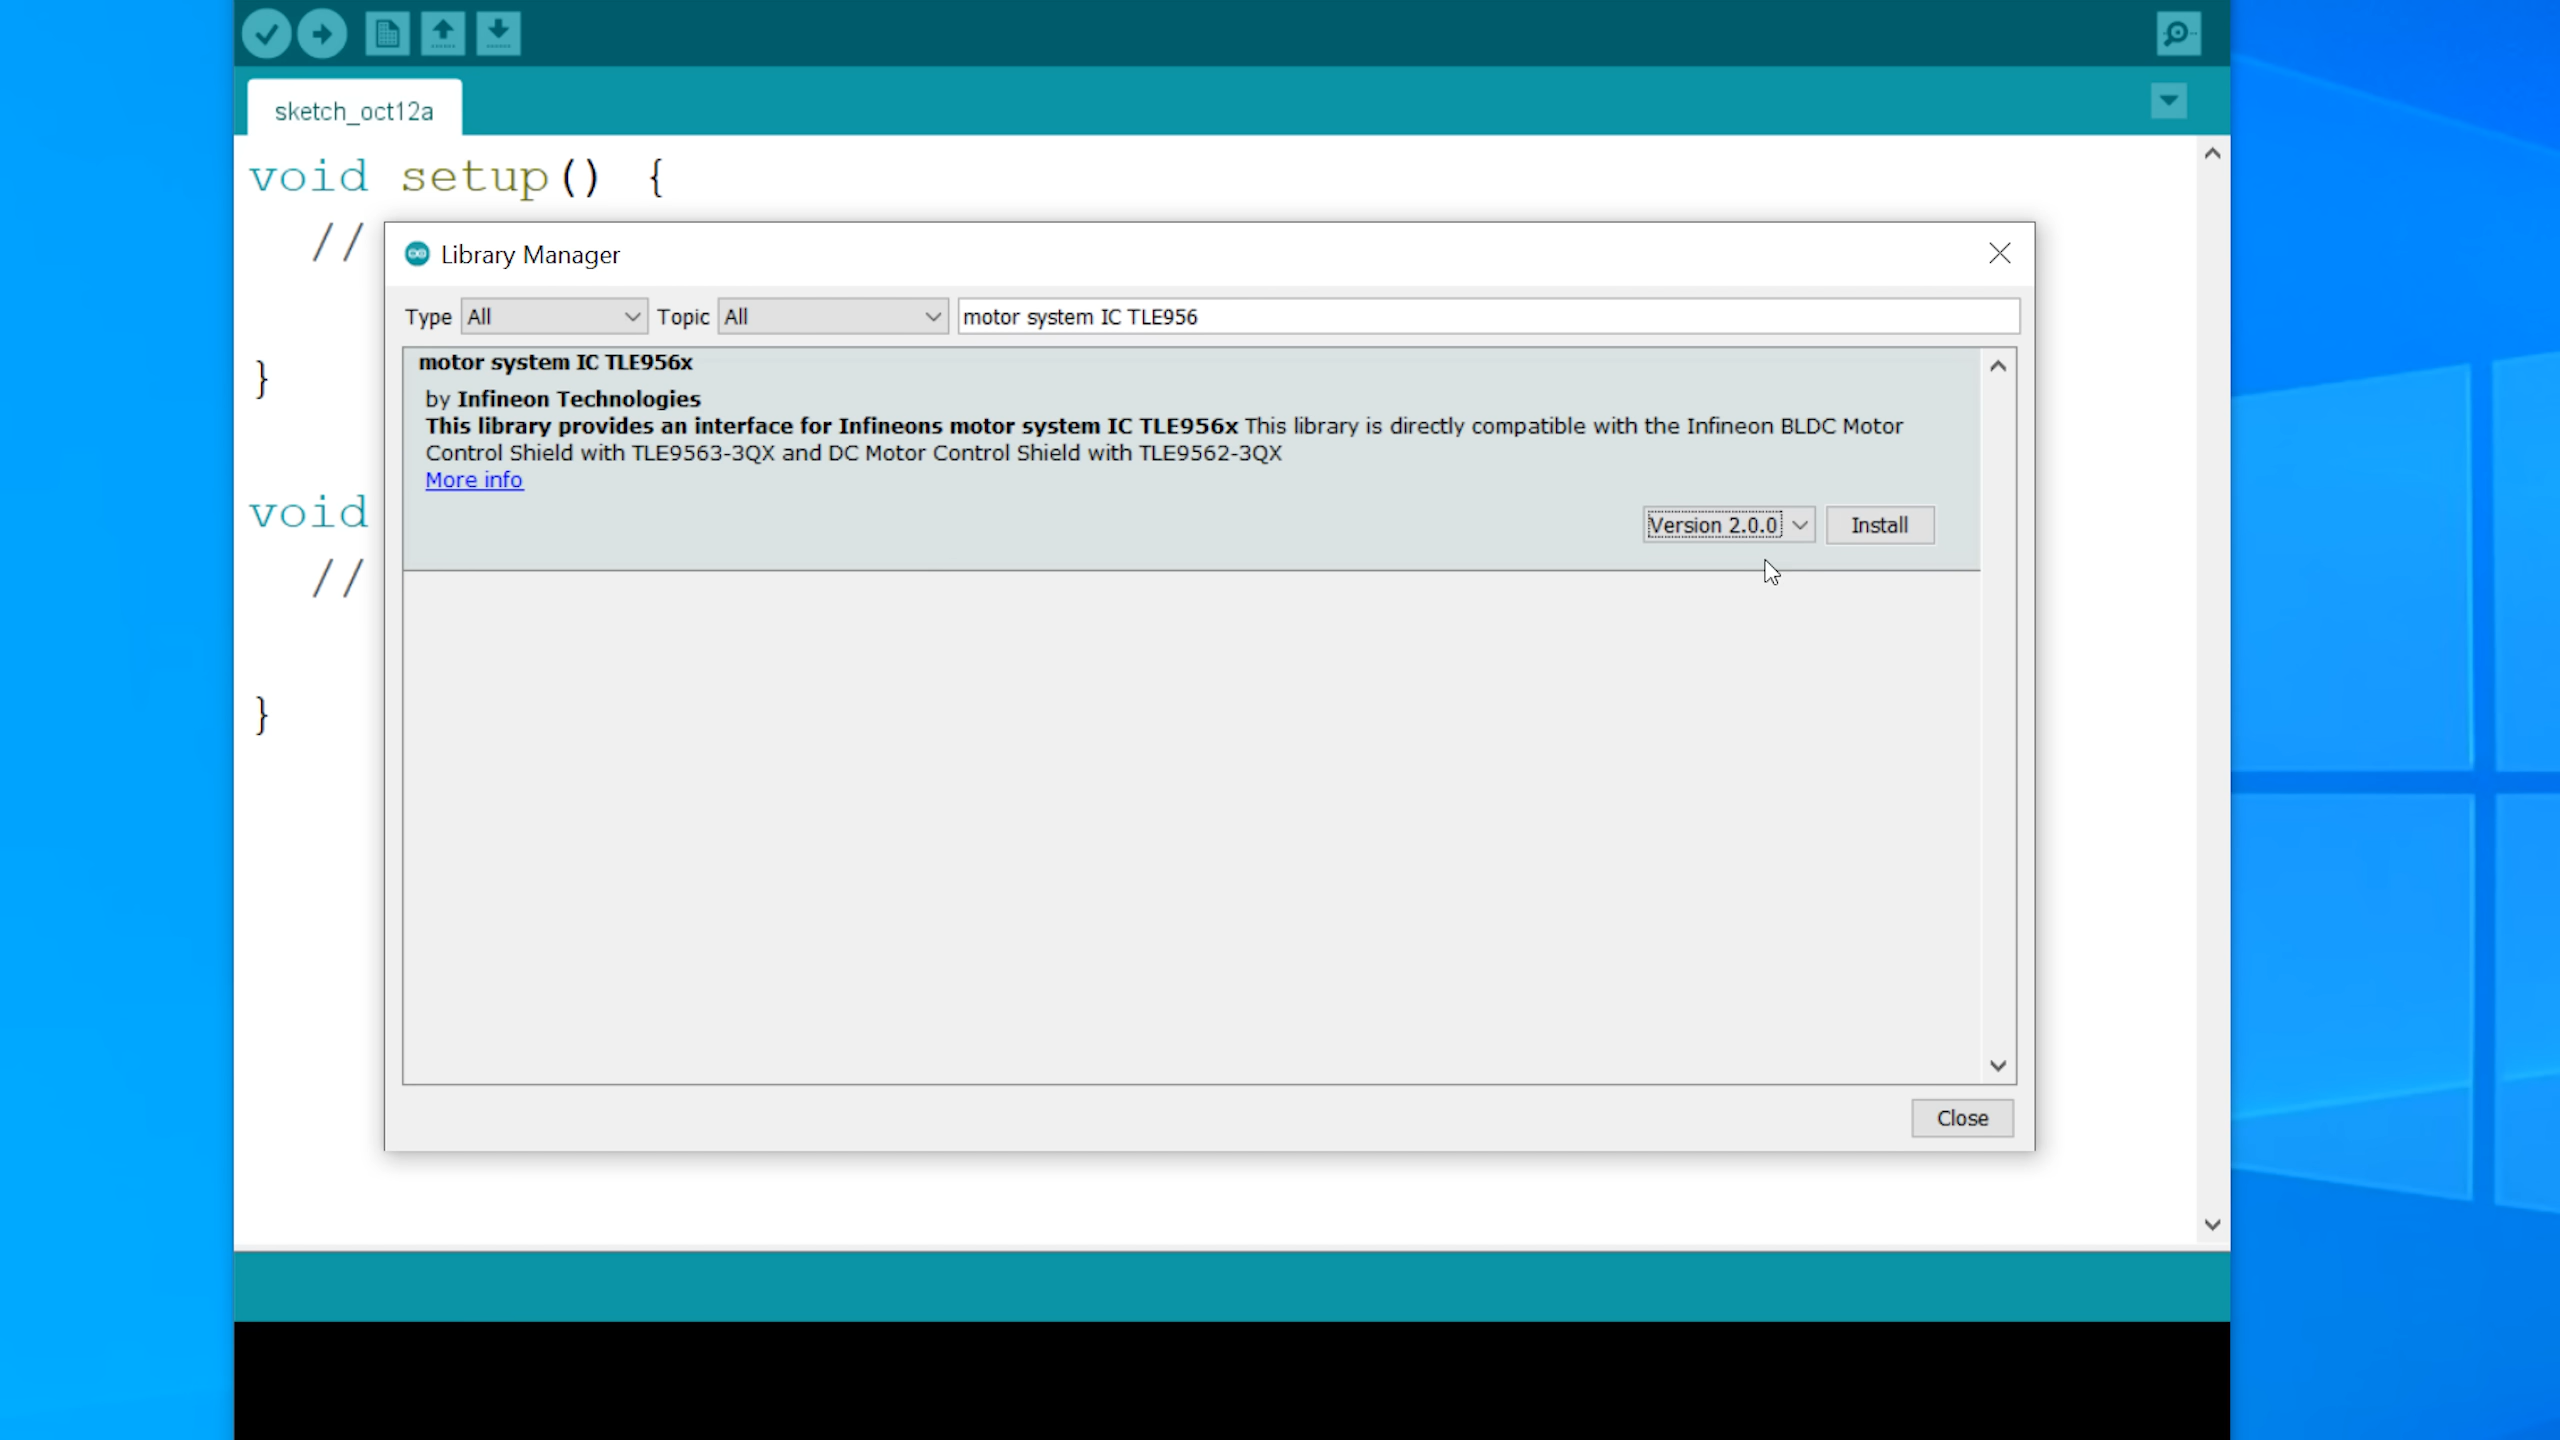 sketch_oct12a
void setup() {
//
Library Manager
Type All Topic All motor system IC TLE956
motor system IC TLE956x
}
by Infineon Technologies
This library provides an interface for Infineons motor system IC TLE956x This library is directly compatible with the Infineon BLDC Motor
Control Shield with TLE9563-3QX and DC Motor Control Shield with TLE9562-3QX
More info
void
Version 2.0.0 Install
//
}
Close